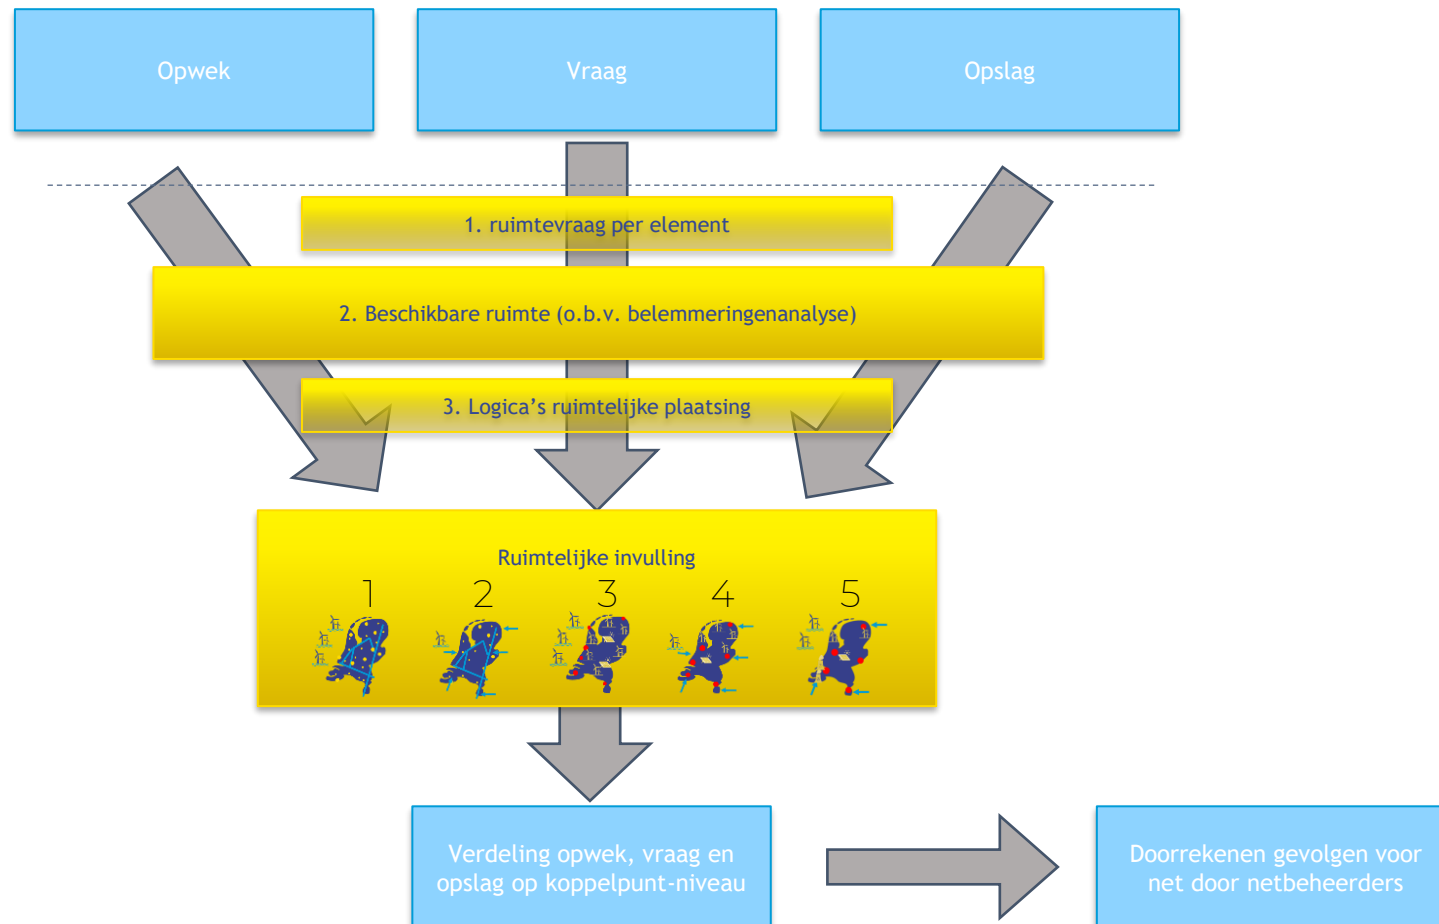 Opwek
Vraag
Opslag
1. ruimtevraag per element
2. Beschikbare ruimte (o.b.v. belemmeringenanalyse)
3. Logica’s ruimtelijke plaatsing
Ruimtelijke invulling
1 2 3 4 5
Verdeling opwek, vraag en
opslag op koppelpunt-niveau
Doorrekenen gevolgen voor
net door netbeheerders